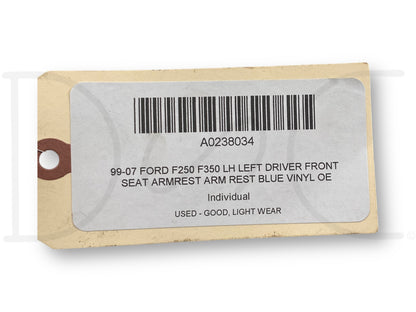 A0238034
99-07 FORD F250 F350 LH LEFT DRIVER FRONT
SEAT ARMREST ARM REST BLUE VINYL OE
Individual
USED - GOOD, LIGHT WEAR